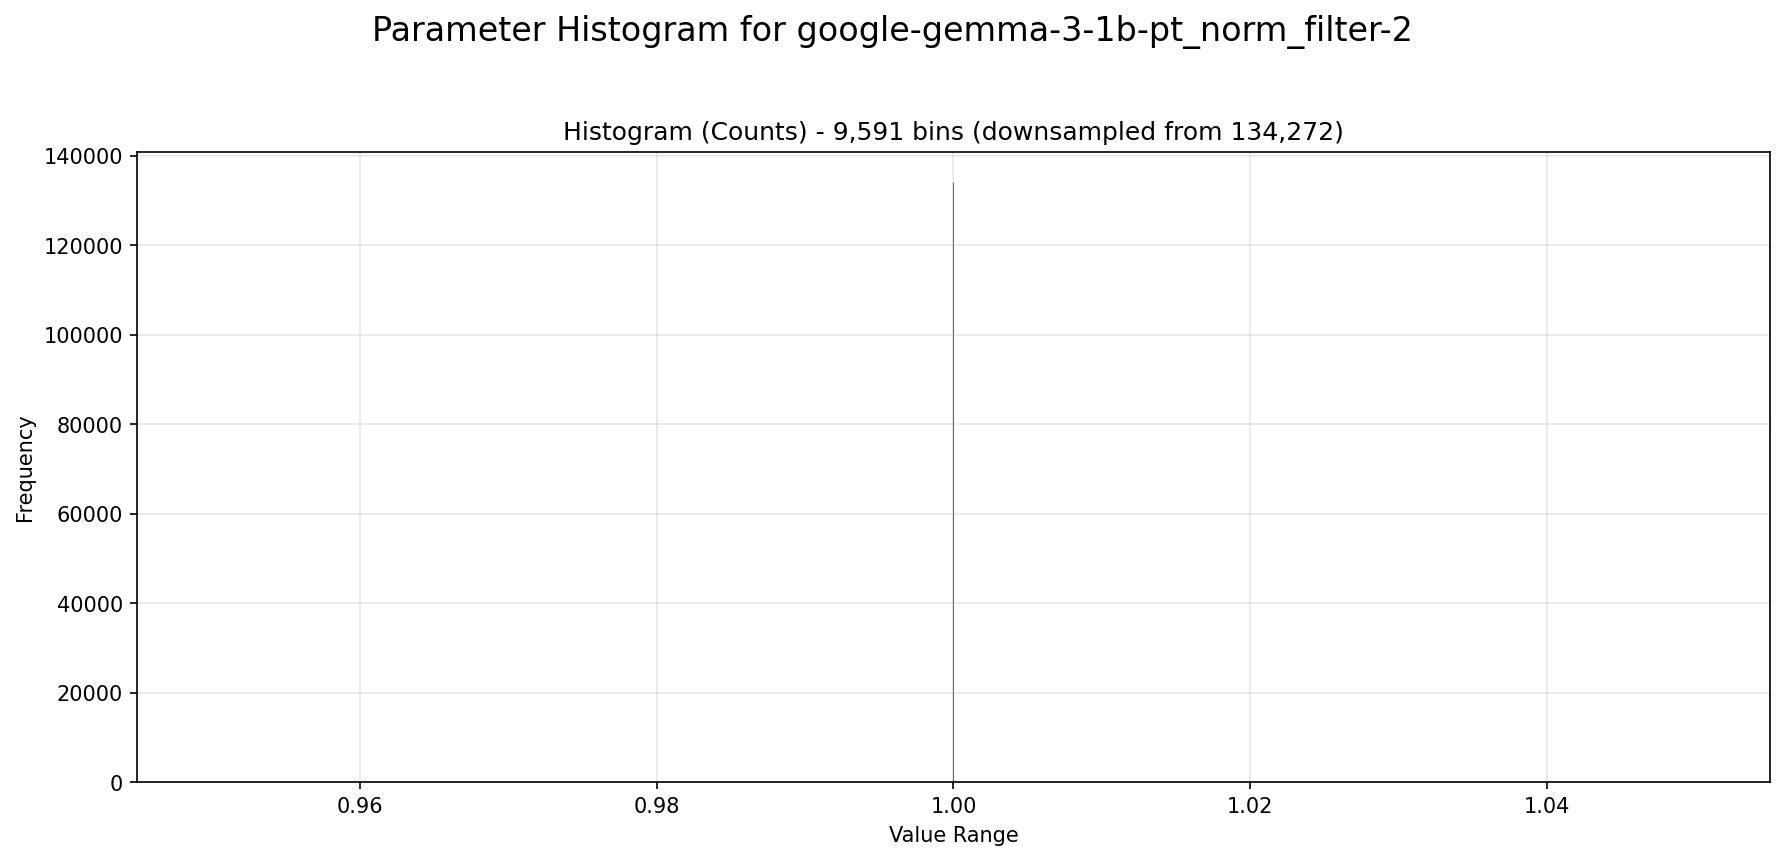 Parameter Histogram for google-gemma-3-1b-pt_norm_filter-2
Histogram (Counts) - 9,591 bins (downsampled from 134,272)
140000
120000
100000
80000
60000
40000
20000
0
Frequency
0.96 0.98 1.00 1.02 1.04
Value Range